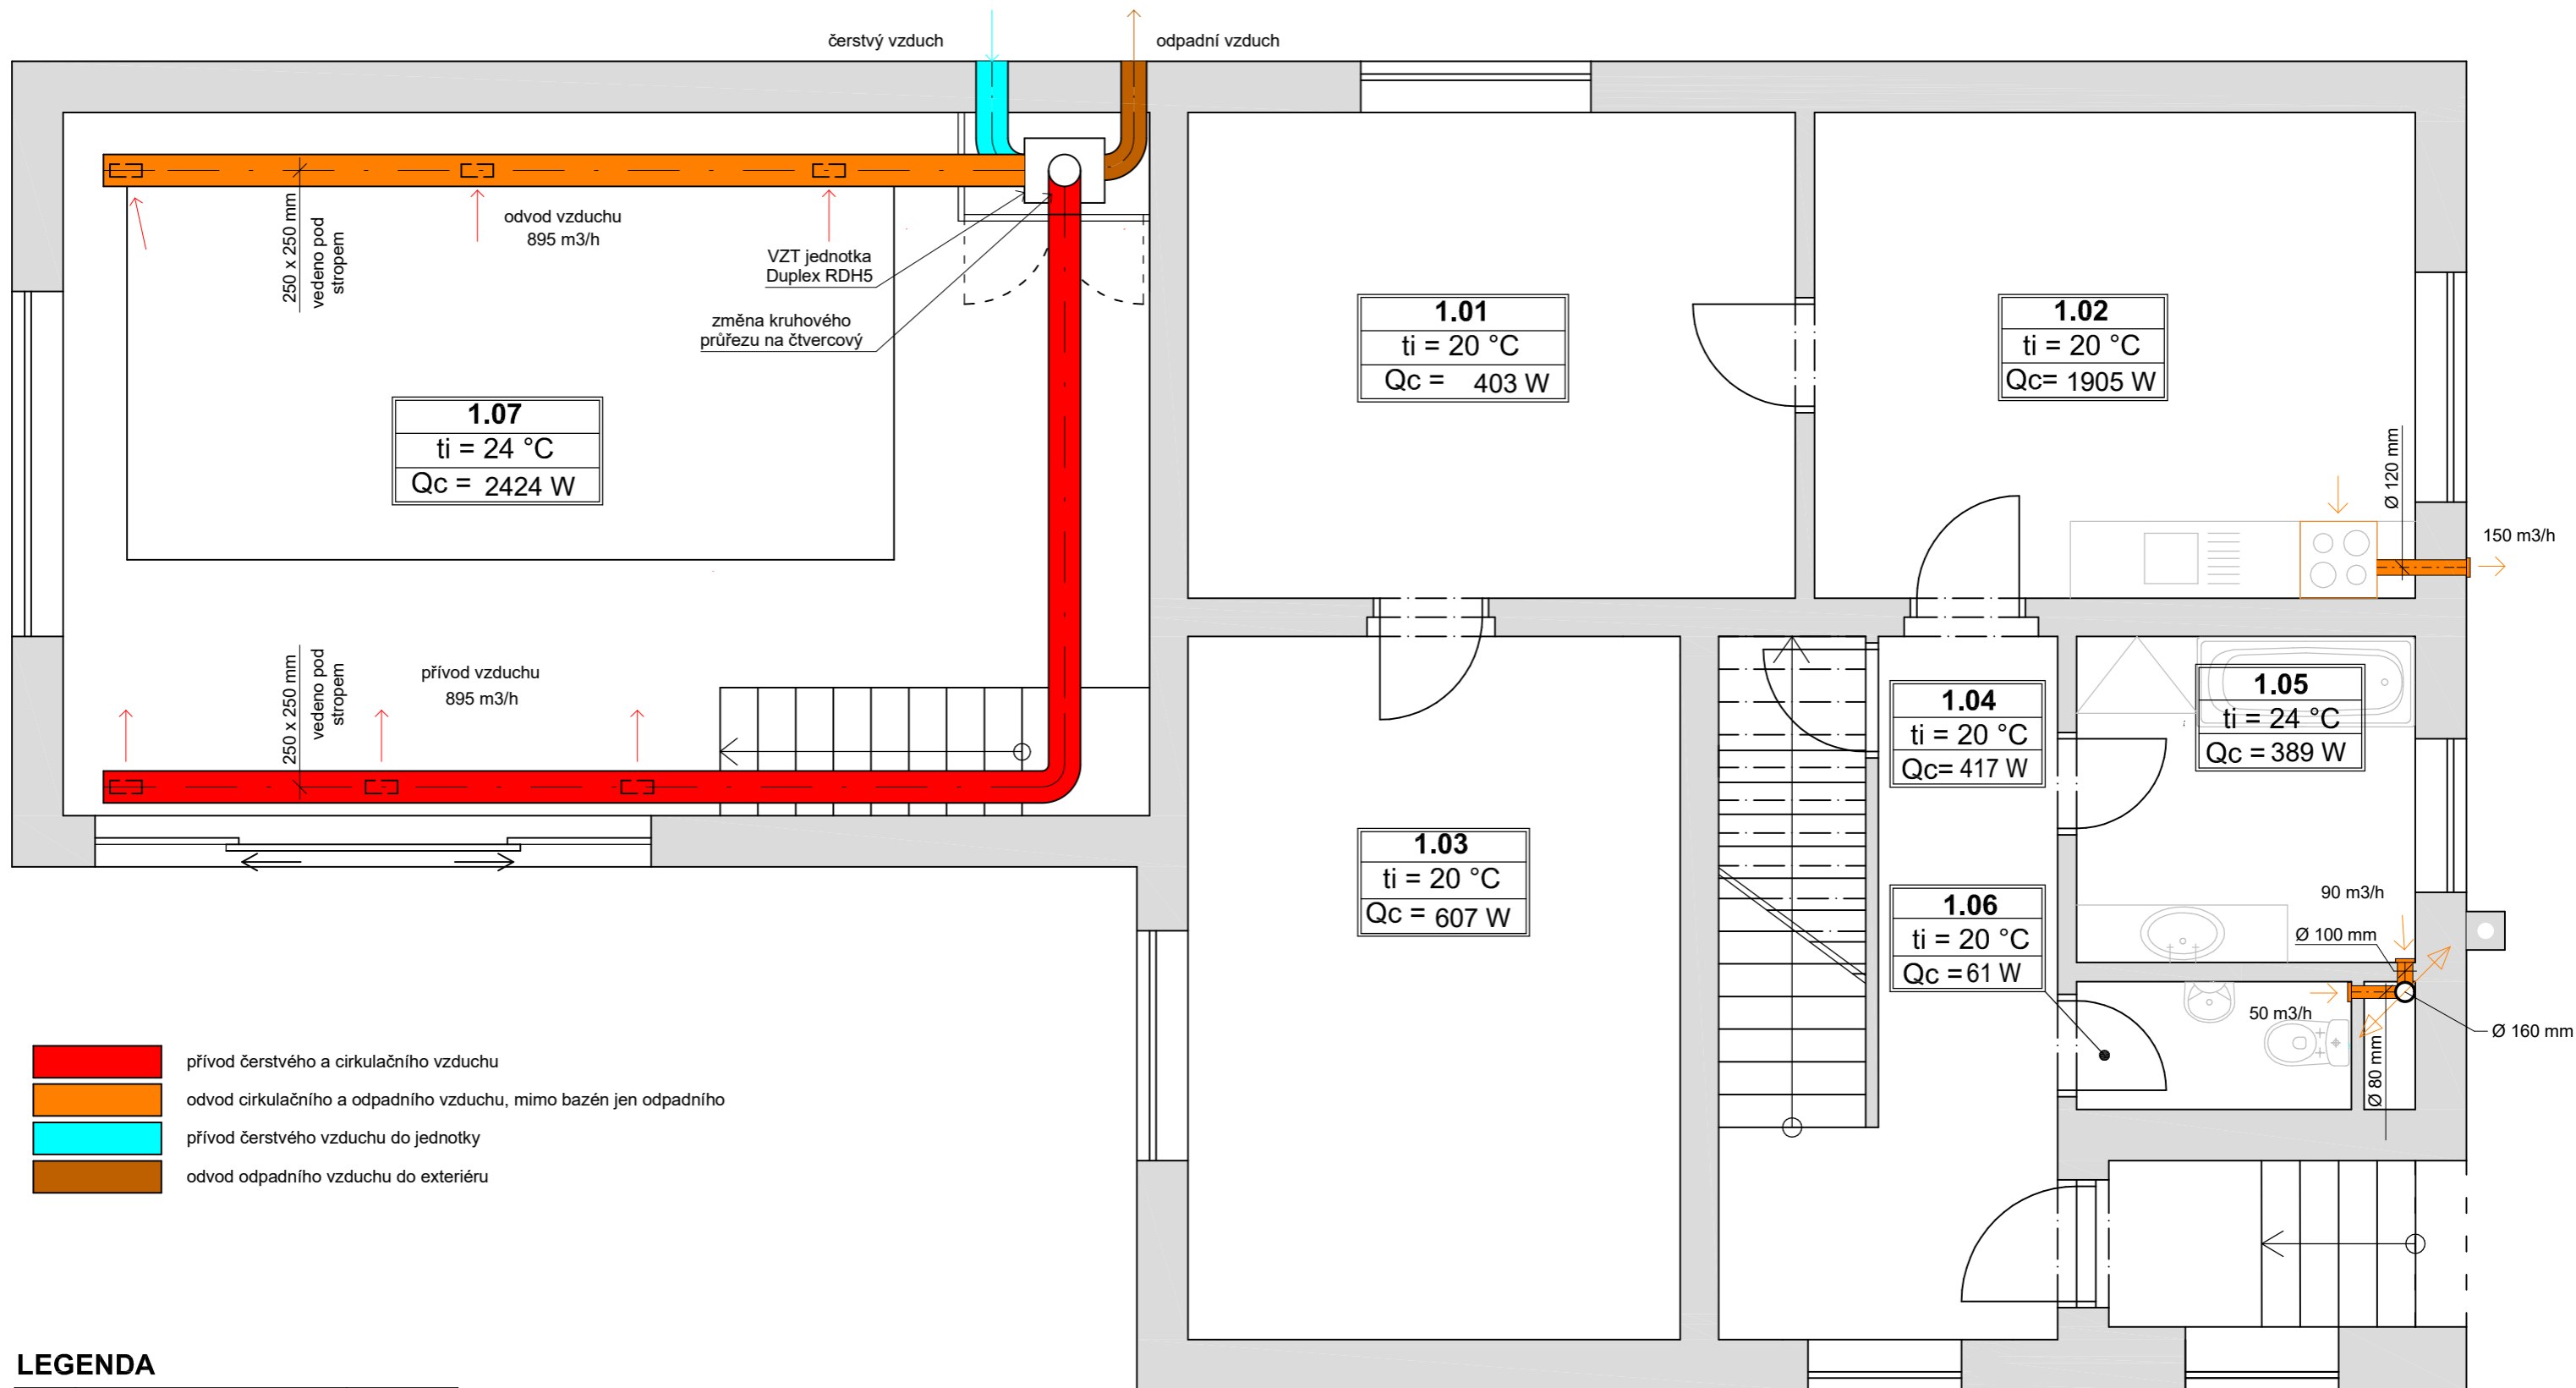 čerstvý vzduch
odpadní vzduch
odvod vzduchu
895 m3/h
250 x 250 mm
vedeno pod
stropem
VZT jednotka
Duplex RDH5
změna kruhového
průřezu na čtvercový
1.07
ti = 24 °C
Qc = 2424 W
1.01
ti = 20 °C
Qc = 403 W
1.02
ti = 20 °C
Qc= 1905 W
Ø 120 mm
150 m3/h
250 x 250 mm
vedeno pod
stropem
přívod vzduchu
895 m3/h
1.03
ti = 20 °C
Qc = 607 W
1.04
ti = 20 °C
Qc= 417 W
1.05
ti = 24 °C
Qc = 389 W
1.06
ti = 20 °C
Qc = 61 W
90 m3/h
Ø 100 mm
50 m3/h
Ø 160 mm
Ø 80 mm
přívod čerstvého a cirkulačního vzduchu
odvod cirkulačního a odpadního vzduchu, mimo bazén jen odpadního
přívod čerstvého vzduchu do jednotky
odvod odpadního vzduchu do exteriéru
LEGENDA